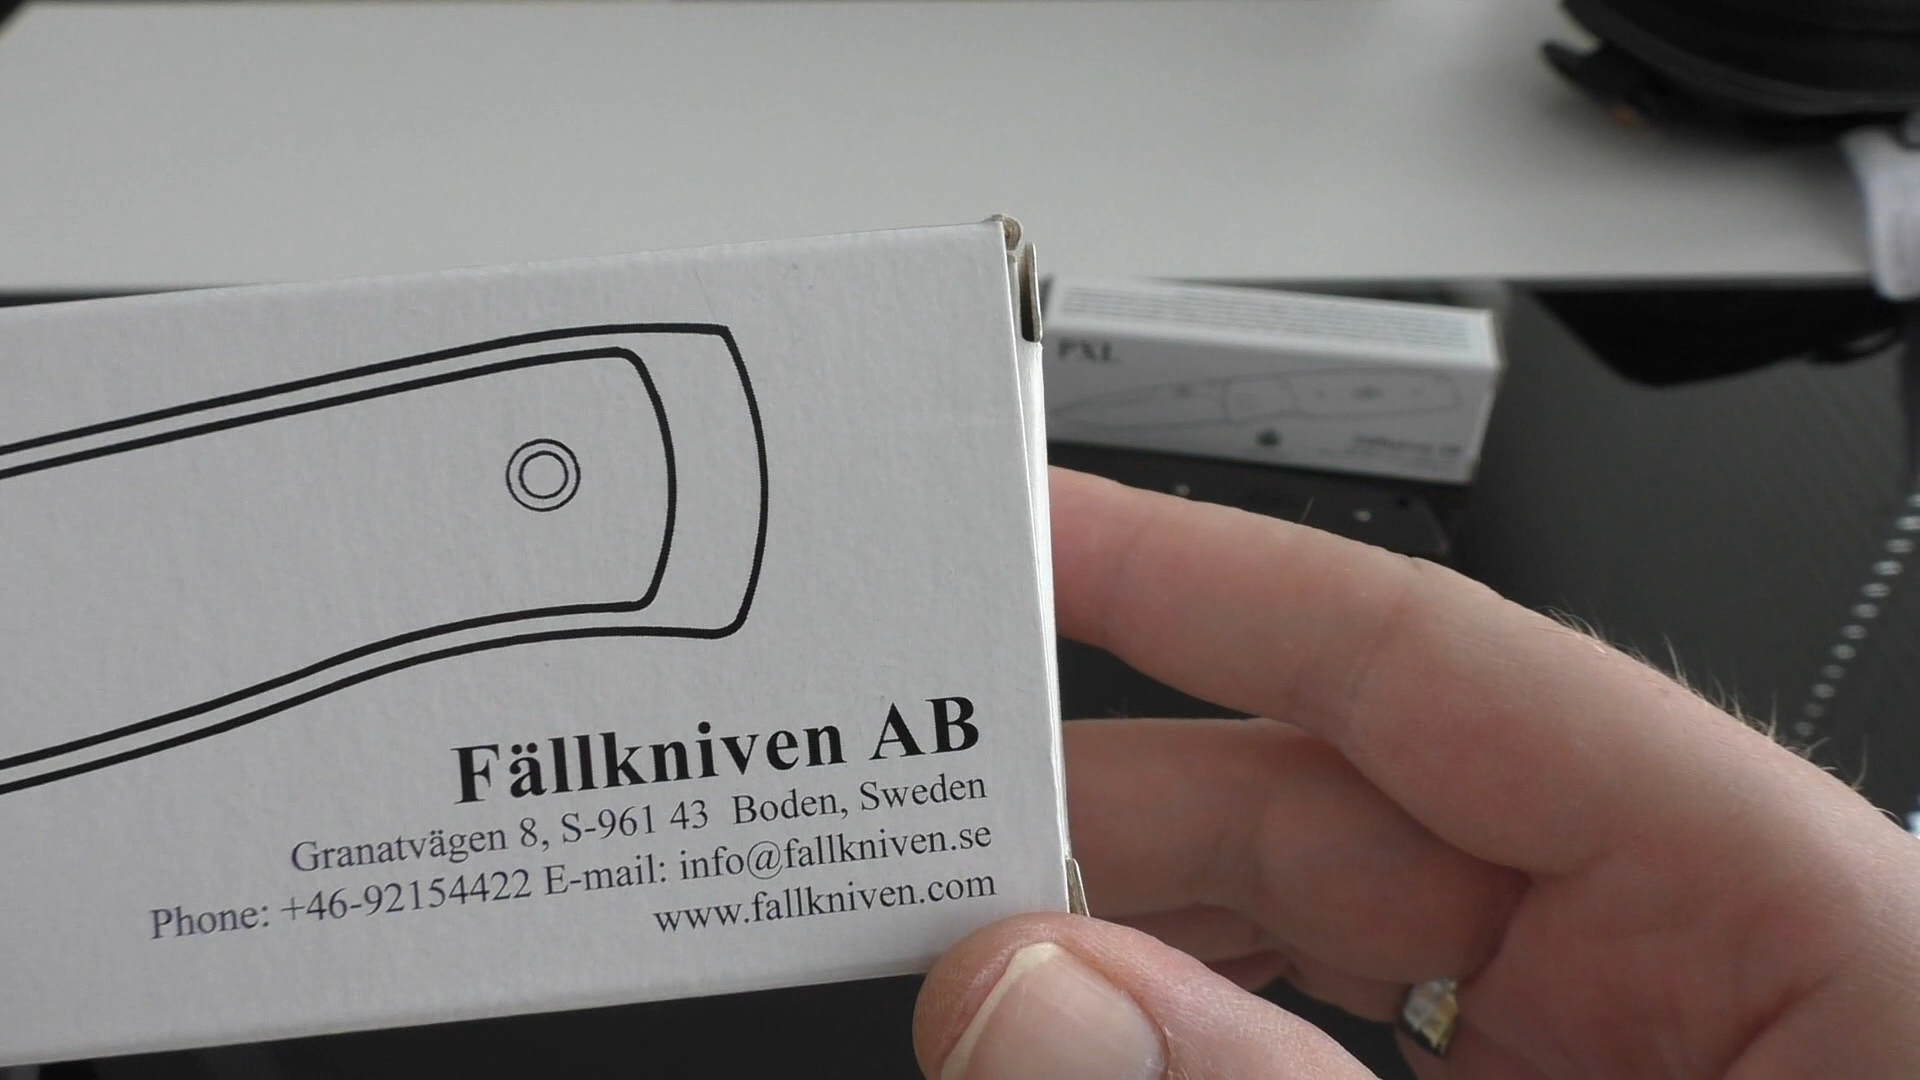 Fällkniven AB
Granatvägen 8, S-961 43 Boden, Sweden
Phone: +46-92154422 E-mail: info@fallkniven.se
www.fallkniven.com
PXL